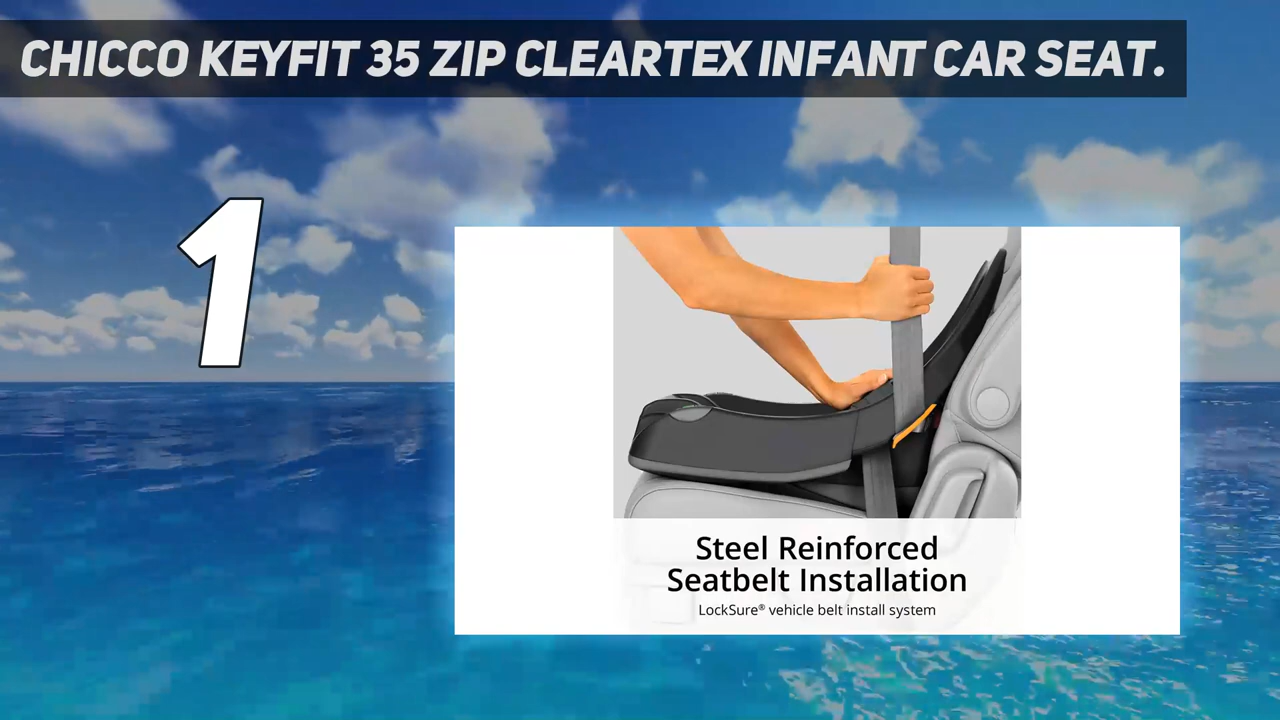 CHICCO KEYFIT 35 ZIP CLEARTEX INFANT CAR SEAT.
1
Steel Reinforced
Seatbelt Installation
LockSure® vehicle belt install system